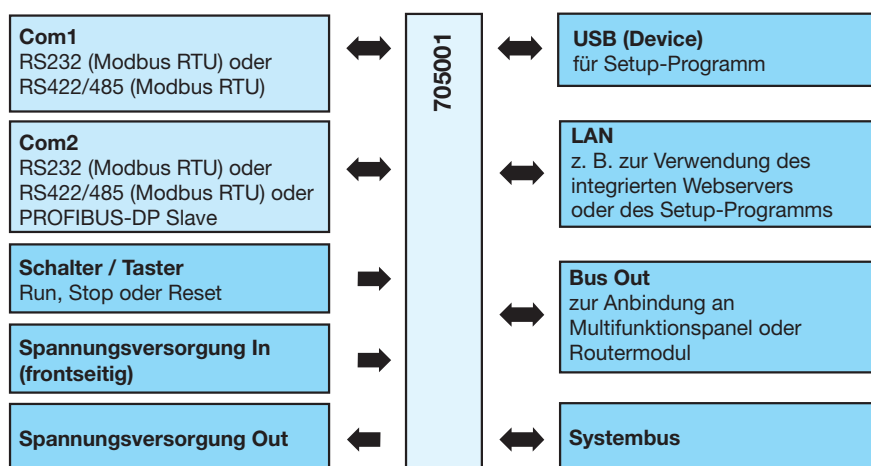 Com1
RS232 (Modbus RTU) oder
RS422/485 (Modbus RTU)
Com2
RS232 (Modbus RTU) oder
RS422/485 (Modbus RTU) oder
PROFIBUS-DP Slave
Schalter / Taster
Run, Stop oder Reset
Spannungsversorgung In
(frontseitig)
Spannungsversorgung Out
705001
USB (Device)
für Setup-Programm
LAN
z. B. zur Verwendung des
integrierten Webservers
oder des Setup-Programms
Bus Out
zur Anbindung an
Multifunktionspanel oder
Routermodul
Systembus